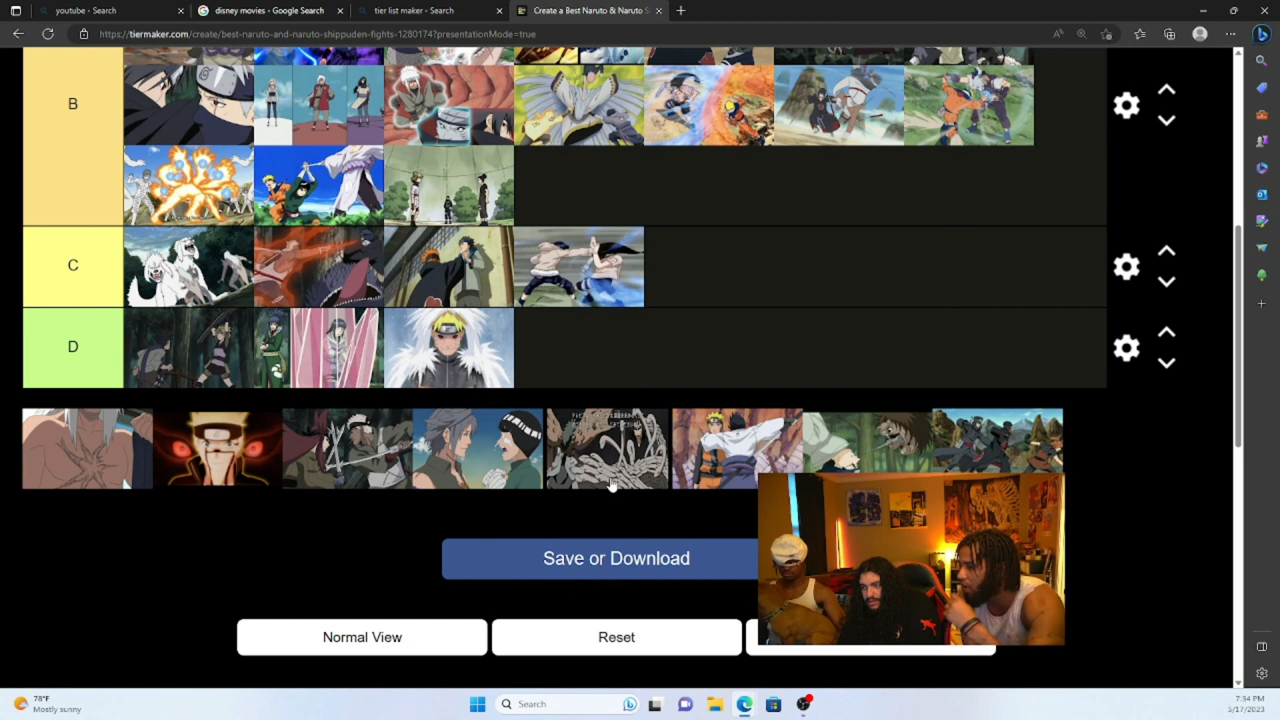 youtube - Search
disney movies - Google Search
tier list maker - Search
Create a Best Naruto & Naruto S
https://tiermaker.com/create/best-naruto-and-naruto-shippuden-fights-1280174?presentationMode=true
B
C
D
Save or Download
Normal View
Reset
78°F
Mostly sunny
Search
7:34 PM
5/17/2023